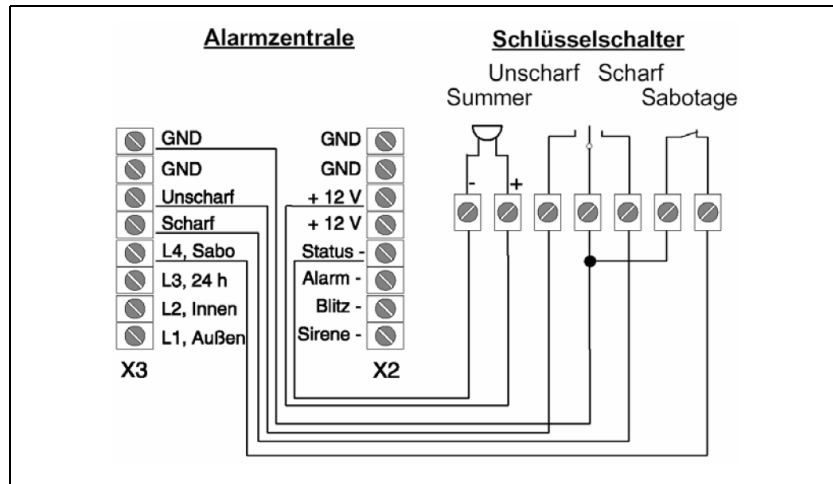 Alarmzentrale
Schlüsselschalter
Unscharf Scharf
Summer
Sabotage
GND
GND
Unscharf
Scharf
L4, Sabo
L3, 24 h
L2, Innen
L1, Außen
X3
GND
GND
+ 12 V
+ 12 V
Status -
Alarm -
Blitz -
Sirene -
X2
- +